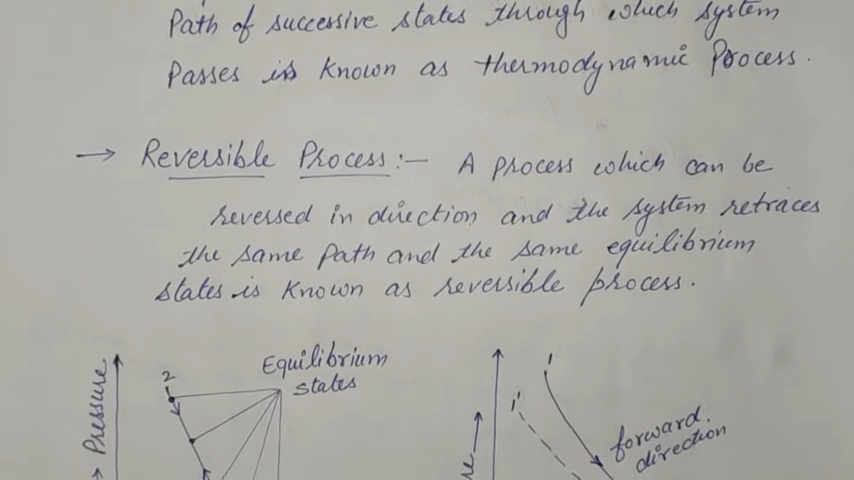 Path of successive states through which system
Passes is known as thermodynamic Process.
→ Reversible Process:- A process which can be
reversed in direction and the system retraces
the same Path and the same equilibrium
states is known as reversible process.
Equilibrium
states
2
→ Pressure
1
1'
forward
direction